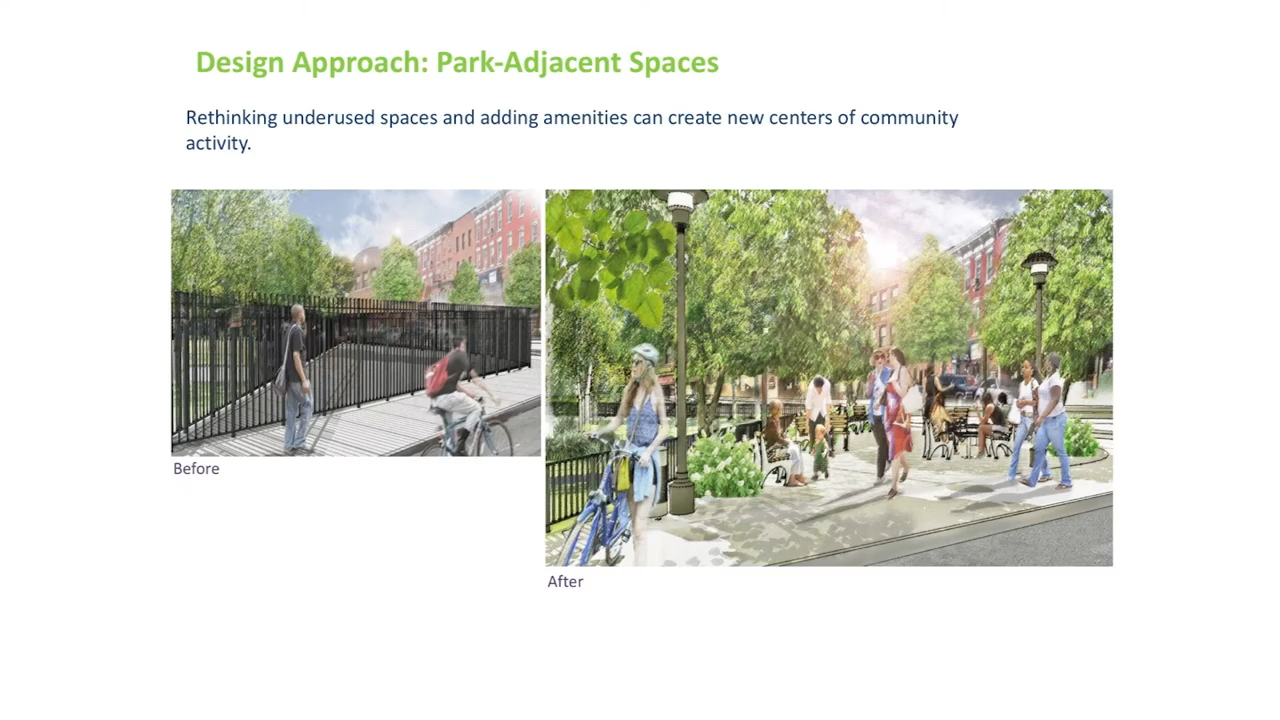 Design Approach: Park-Adjacent Spaces
Rethinking underused spaces and adding amenities can create new centers of community
activity.
Before
After